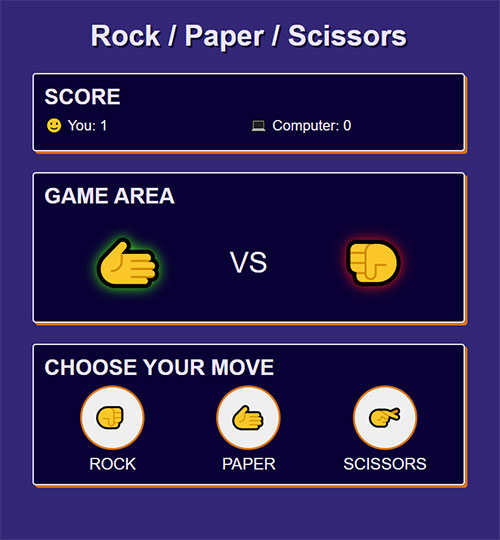 Rock / Paper / Scissors
SCORE
You: 1
Computer: 0
GAME AREA
VS
CHOOSE YOUR MOVE
ROCK
PAPER
SCISSORS